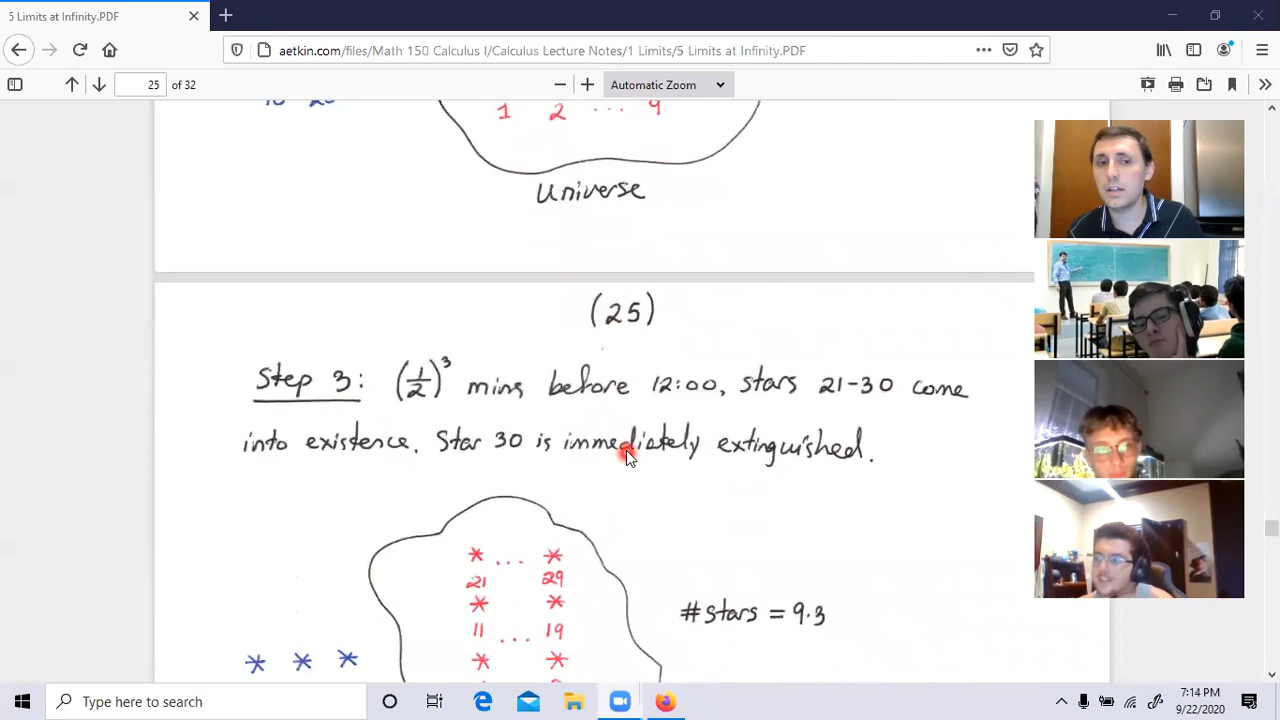 5 Limits at Infinity.PDF
aetkin.com/files/Math 150 Calculus I/Calculus Lecture Notes/1 Limits/5 Limits at Infinity.PDF
25 of 32
Automatic Zoom
1 2 ... 9
Universe
(25)
Step 3: (1/2)^3 mins before 12:00, stars 21-30 come
into existence. Star 30 is immediately extinguished.
* ... *
21 29
* *
11 ... 19
#stars = 9·3
* *
* * *
Type here to search
7:14 PM
9/22/2020